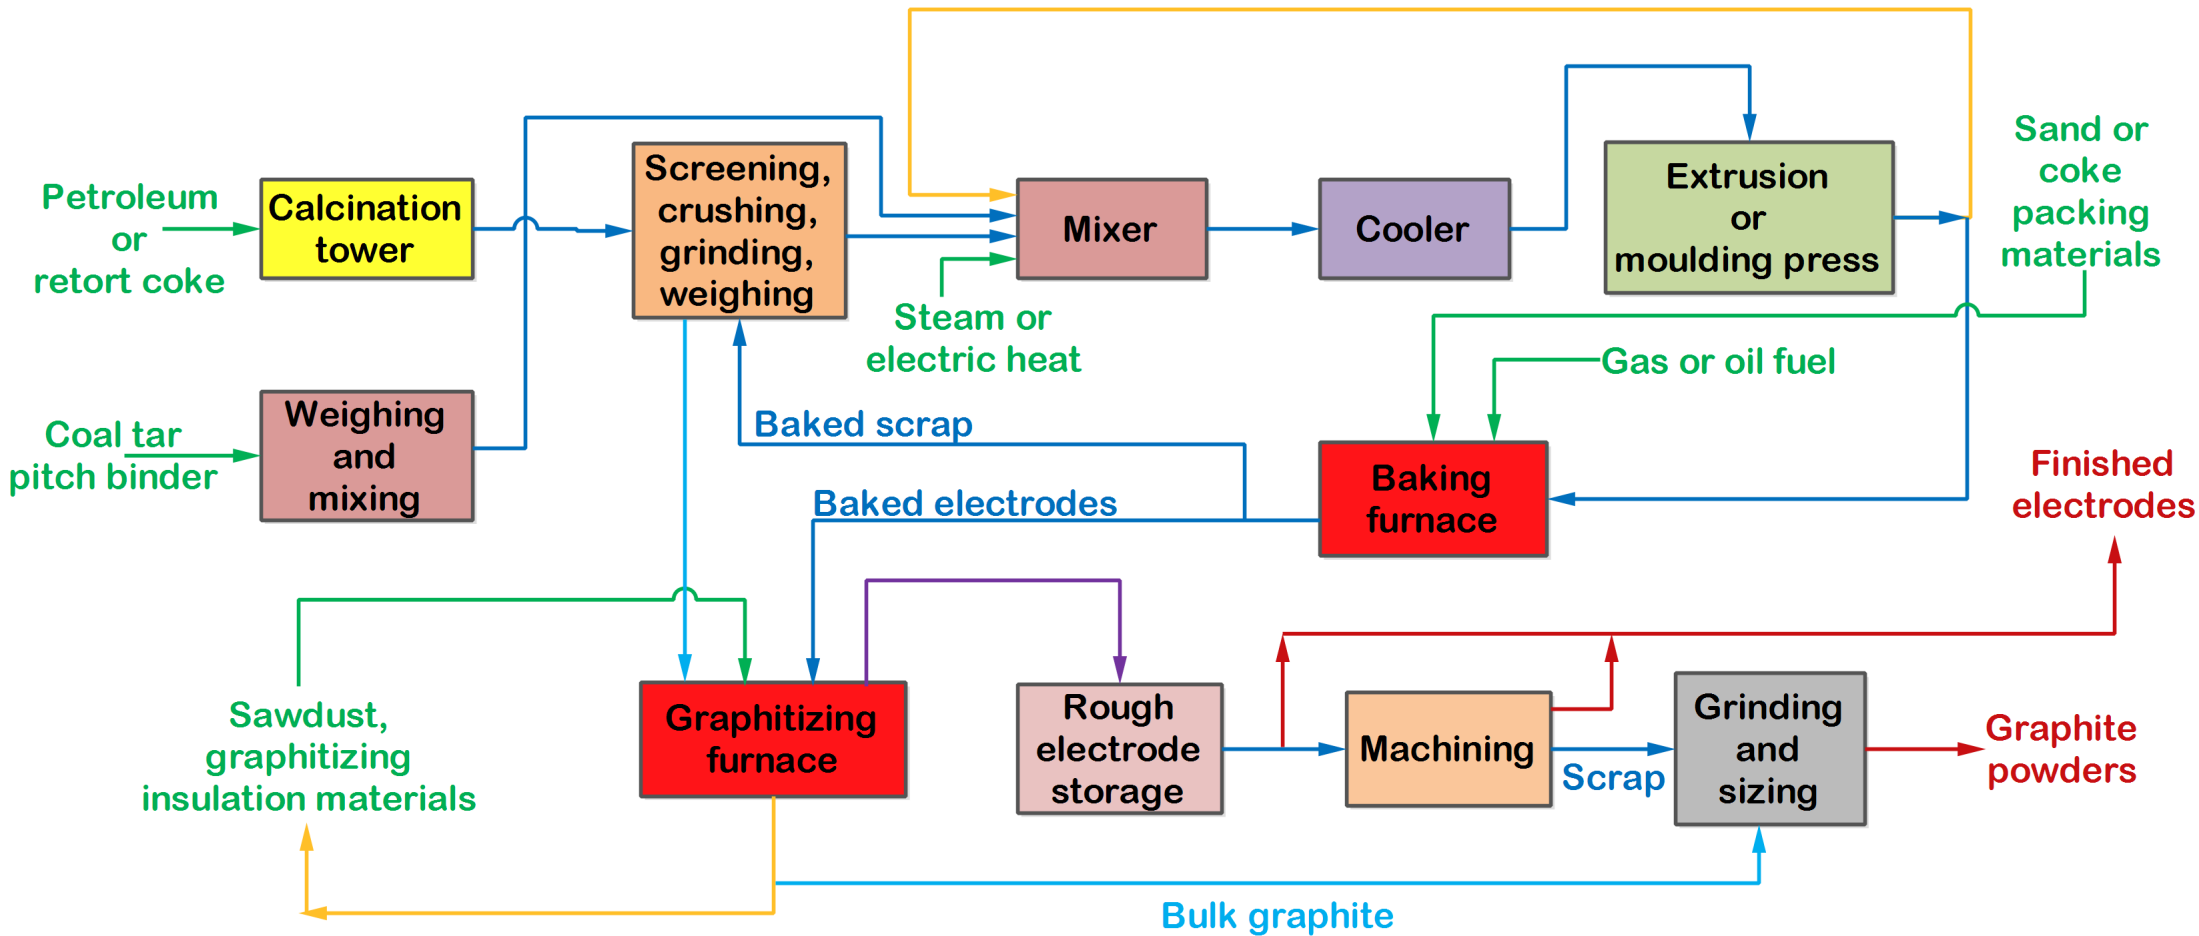 Petroleum
or
retort coke
Calcination
tower
Screening,
crushing,
grinding,
weighing
Mixer
Cooler
Extrusion
or
moulding press
Sand or
coke
packing
materials
Steam or
electric heat
Gas or oil fuel
Coal tar
pitch binder
Weighing
and
mixing
Baked scrap
Baked electrodes
Baking
furnace
Finished
electrodes
Sawdust,
graphitizing
insulation materials
Graphitizing
furnace
Rough
electrode
storage
Machining
Scrap
Grinding
and
sizing
Graphite
powders
Bulk graphite